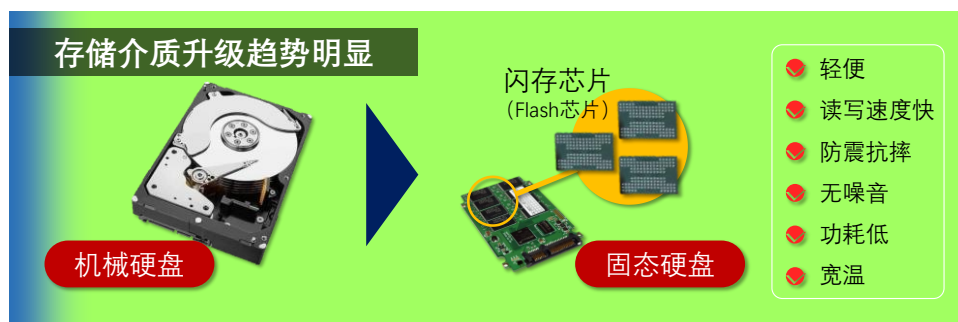 存储介质升级趋势明显
闪存芯片
（Flash芯片）
机械硬盘
固态硬盘
轻便
读写速度快
防震抗摔
无噪音
功耗低
宽温